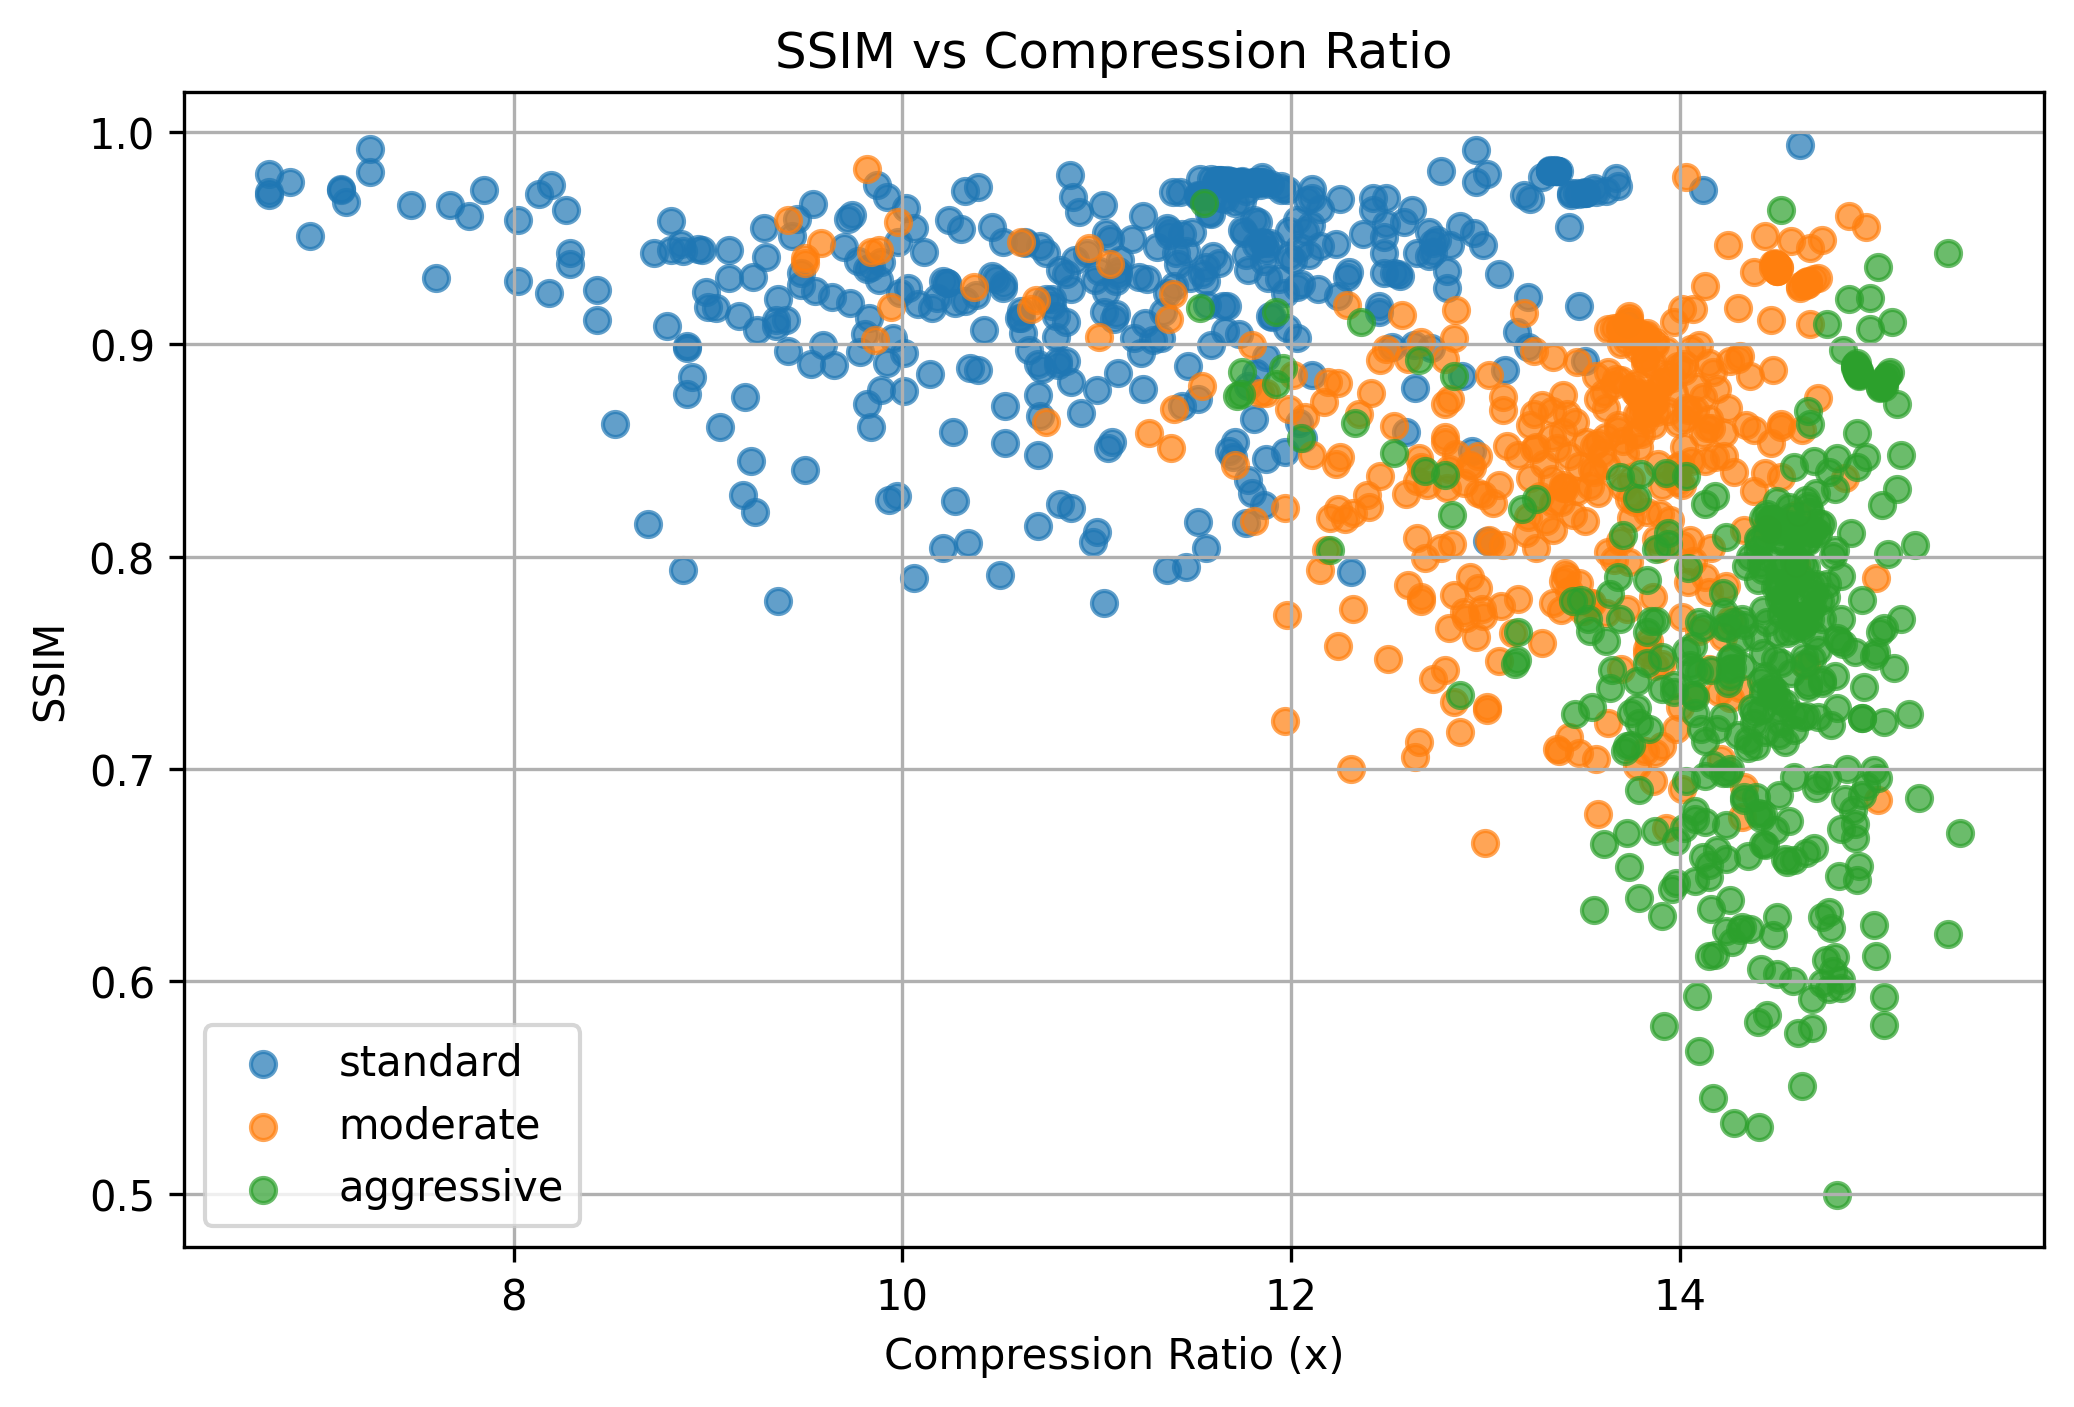 SSIM vs Compression Ratio
1.0
0.9
0.8
0.7
0.6
0.5
SSIM
standard
moderate
aggressive
8 10 12 14
Compression Ratio (x)